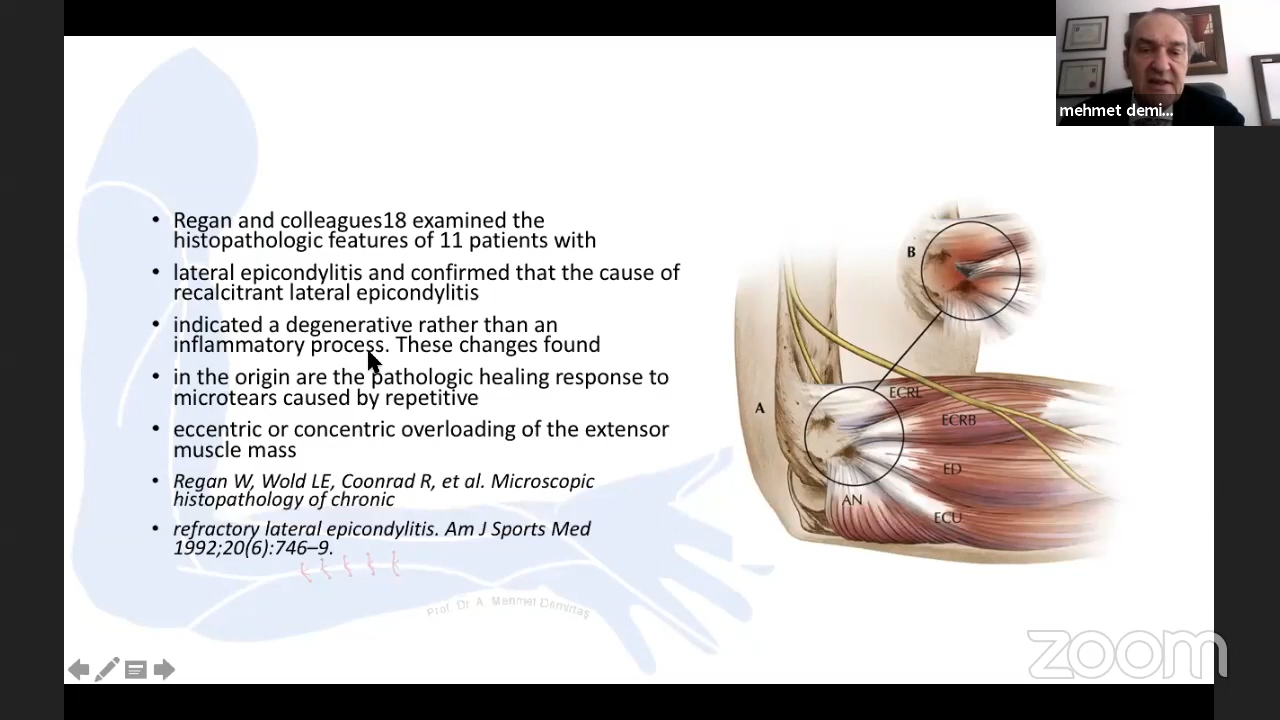 mehmet demi...
• Regan and colleagues18 examined the
histopathologic features of 11 patients with
• lateral epicondylitis and confirmed that the cause of
recalcitrant lateral epicondylitis
• indicated a degenerative rather than an
inflammatory process. These changes found
• in the origin are the pathologic healing response to
microtears caused by repetitive
• eccentric or concentric overloading of the extensor
muscle mass
• Regan W, Wold LE, Coonrad R, et al. Microscopic
histopathology of chronic
• refractory lateral epicondylitis. Am J Sports Med
1992;20(6):746–9.
B
A
ECRL
ECRB
ED
AN
ECU
Prof. Dr. A. Mehmet Demirtaş
zoom